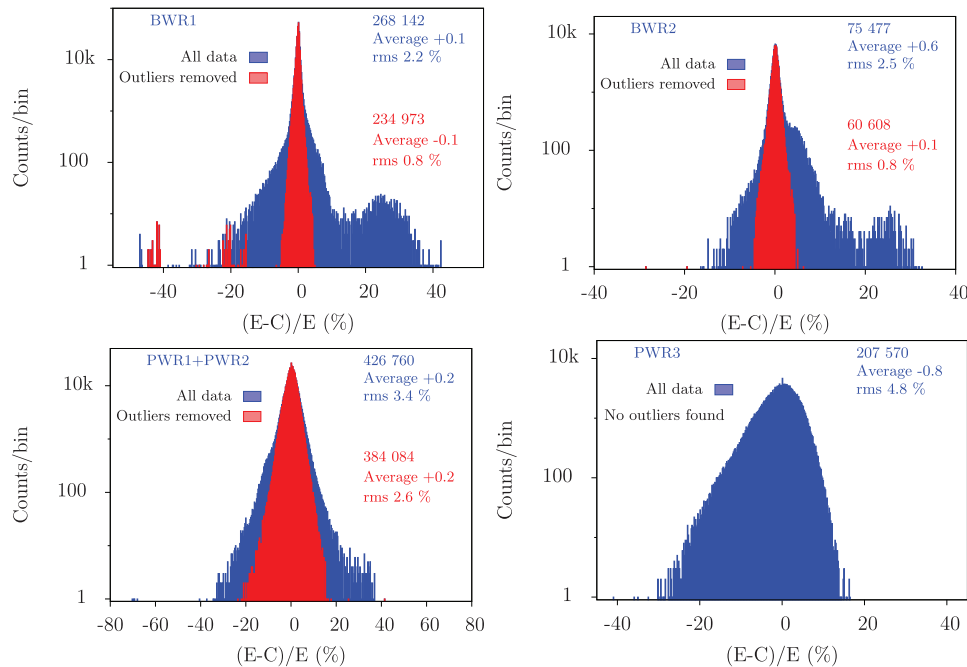 BWR1
268 142
Average +0.1
rms 2.2 %
All data
Outliers removed
234 973
Average -0.1
rms 0.8 %
10k
100
1
Counts/bin
-40 -20 0 20 40
(E-C)/E (%)
BWR2
75 477
Average +0.6
rms 2.5 %
All data
Outliers removed
60 608
Average +0.1
rms 0.8 %
10k
100
1
Counts/bin
-40 -20 0 20 40
(E-C)/E (%)
PWR1+PWR2
426 760
Average +0.2
rms 3.4 %
All data
Outliers removed
384 084
Average +0.2
rms 2.6 %
10k
100
1
Counts/bin
-80 -60 -40 -20 0 20 40 60 80
(E-C)/E (%)
PWR3
207 570
Average -0.8
rms 4.8 %
All data
No outliers found
10k
100
1
Counts/bin
-40 -20 0 20 40
(E-C)/E (%)